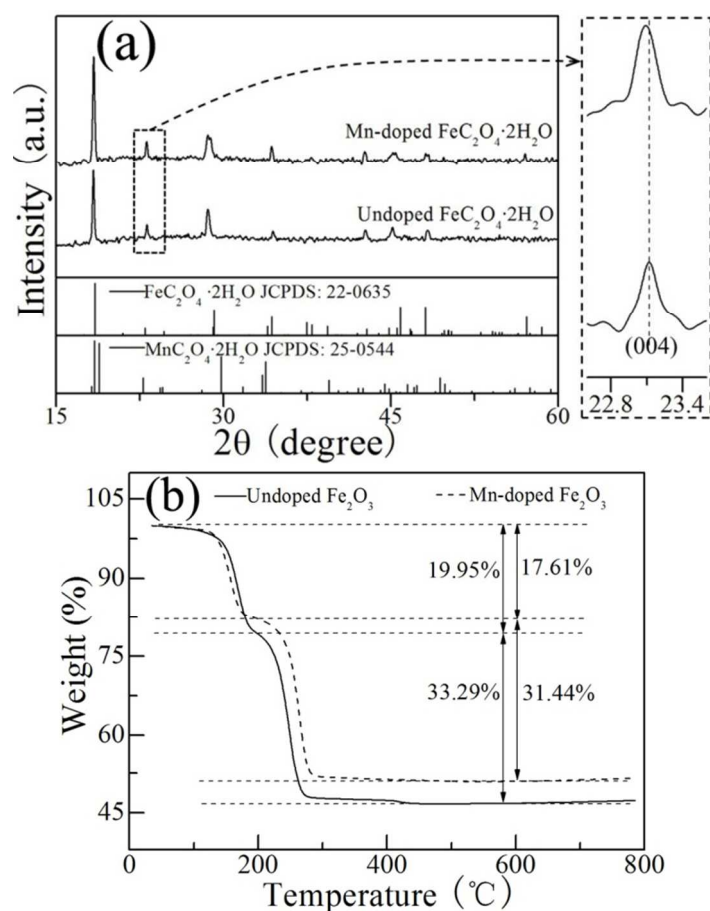 (a)
Intensity (a.u.)
Mn-doped FeC₂O₄·2H₂O
Undoped FeC₂O₄·2H₂O
FeC₂O₄·2H₂O JCPDS: 22-0635
MnC₂O₄·2H₂O JCPDS: 25-0544
15 30 45 60
2θ (degree)
(004)
22.8 23.4
(b)
Undoped Fe₂O₃ Mn-doped Fe₂O₃
105
90
75
60
45
Weight (%)
19.95% 17.61%
33.29% 31.44%
0 200 400 600 800
Temperature (℃)